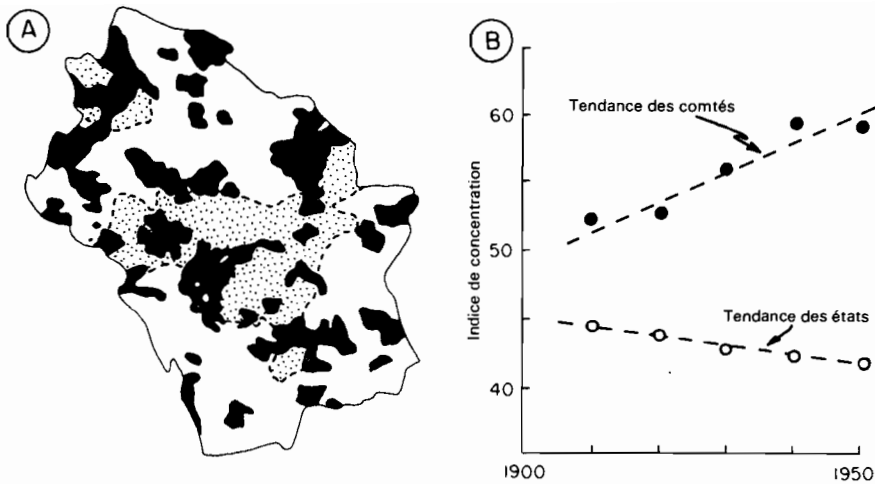 A
B
60
Tendance des comtés
Indice de concentration
50
Tendance des états
40
1900
1950